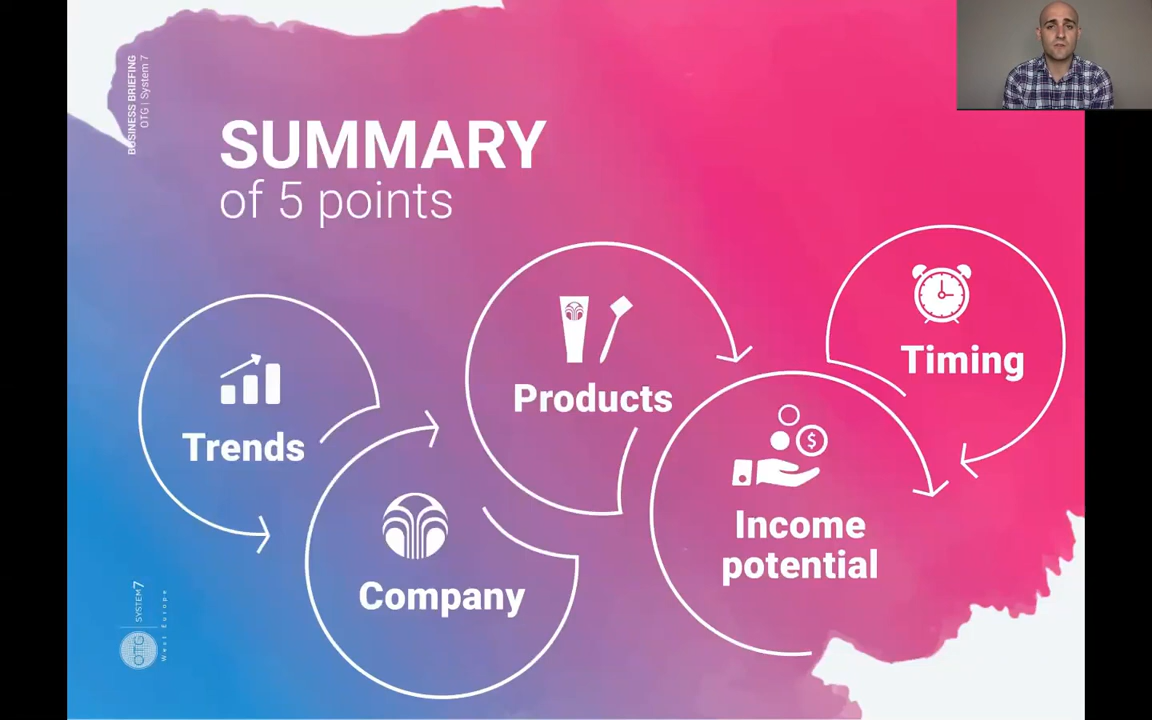 BUSINESS BRIEFING
OTG | System 7
SUMMARY
of 5 points
Trends
Company
Products
$
Income
potential
Timing
OTG | SYSTEM7
West Europe